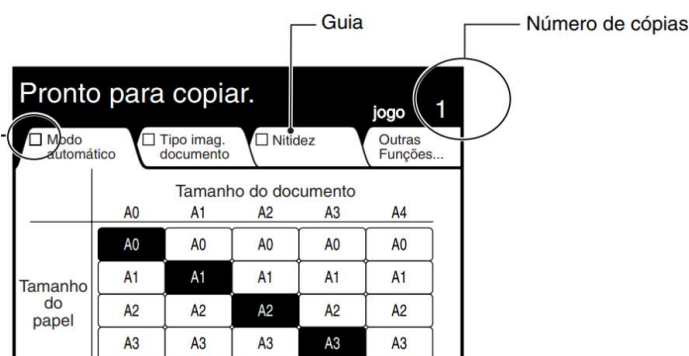 Guia
Número de cópias
Pronto para copiar.
jogo 1
Modo
automático
Tipo imag.
documento
Nitidez
Outras
Funções...
Tamanho do documento
A0 A1 A2 A3 A4
Tamanho
do
papel
A0 A0 A0 A0 A0
A1 A1 A1 A1 A1
A2 A2 A2 A2 A2
A3 A3 A3 A3 A3